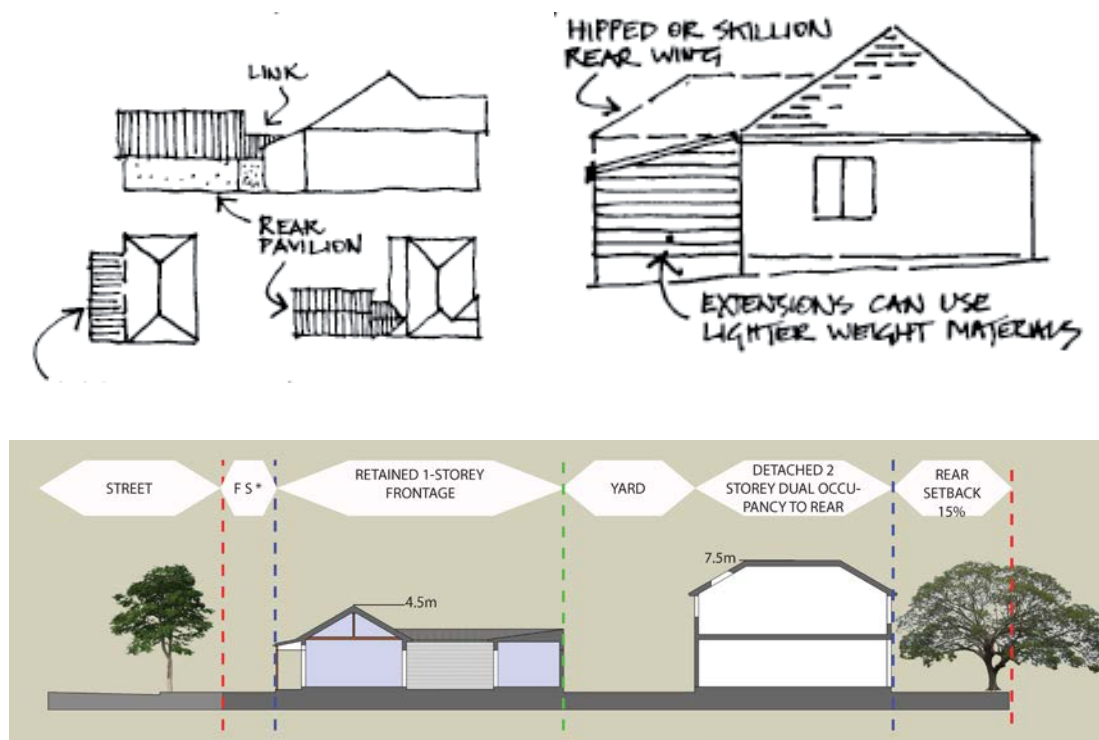 LINK
REAR
PAVILION
HIPPED OR SKILLION
REAR WING
EXTENSIONS CAN USE
LIGHTER WEIGHT MATERIALS
STREET
F S*
RETAINED 1-STOREY
FRONTAGE
YARD
DETACHED 2
STOREY DUAL OCCU-
PANCY TO REAR
REAR
SETBACK
15%
4.5m
7.5m